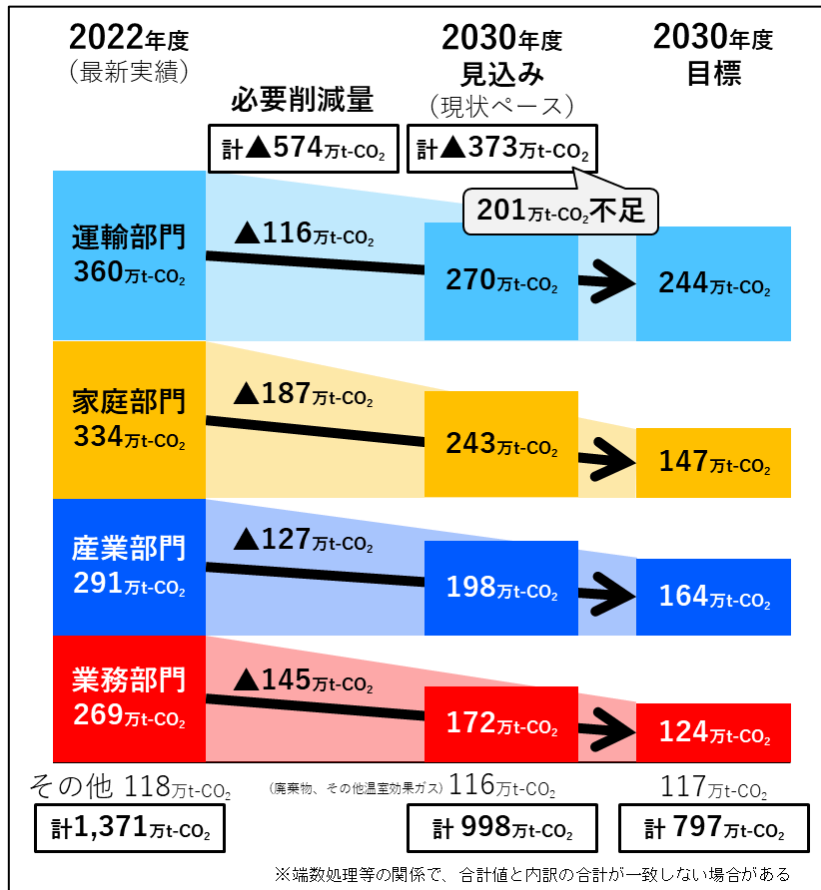 2022年度
（最新実績）
必要削減量
計▲574万t-CO₂
2030年度
見込み
（現状ペース）
計▲373万t-CO₂
2030年度
目標
201万t-CO₂不足
運輸部門
360万t-CO₂
▲116万t-CO₂
270万t-CO₂
244万t-CO₂
家庭部門
334万t-CO₂
▲187万t-CO₂
243万t-CO₂
147万t-CO₂
産業部門
291万t-CO₂
▲127万t-CO₂
198万t-CO₂
164万t-CO₂
業務部門
269万t-CO₂
▲145万t-CO₂
172万t-CO₂
124万t-CO₂
その他 118万t-CO₂
（廃棄物、その他温室効果ガス）116万t-CO₂
117万t-CO₂
計1,371万t-CO₂
計 998万t-CO₂
計 797万t-CO₂
※端数処理等の関係で、合計値と内訳の合計が一致しない場合がある